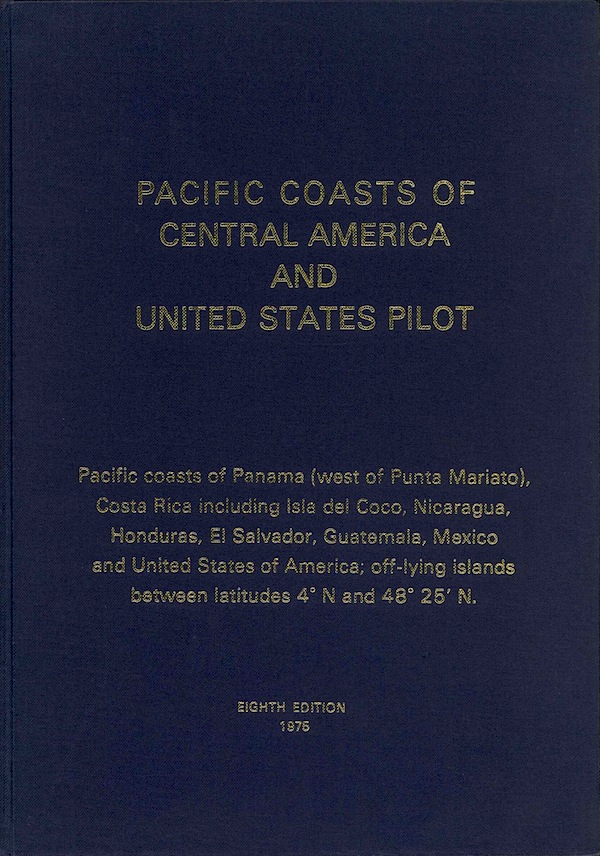 PACIFIC COASTS OF
CENTRAL AMERICA
AND
UNITED STATES PILOT
Pacific coasts of Panama (west of Punta Mariato),
Costa Rica including Isla del Coco, Nicaragua,
Honduras, El Salvador, Guatemala, Mexico
and United States of America; off-lying islands
between latitudes 4° N and 48° 25′ N.
EIGHTH EDITION
1975